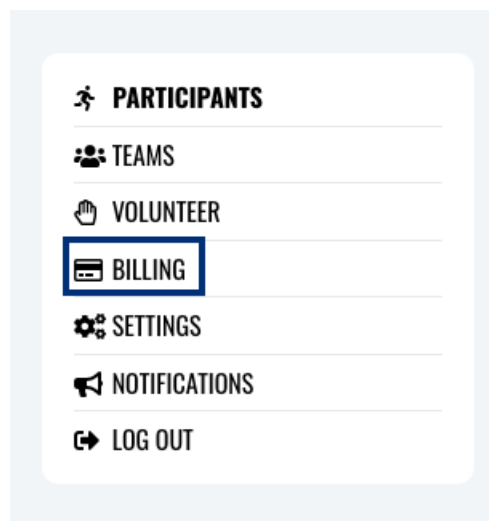 PARTICIPANTS
TEAMS
VOLUNTEER
BILLING
SETTINGS
NOTIFICATIONS
LOG OUT